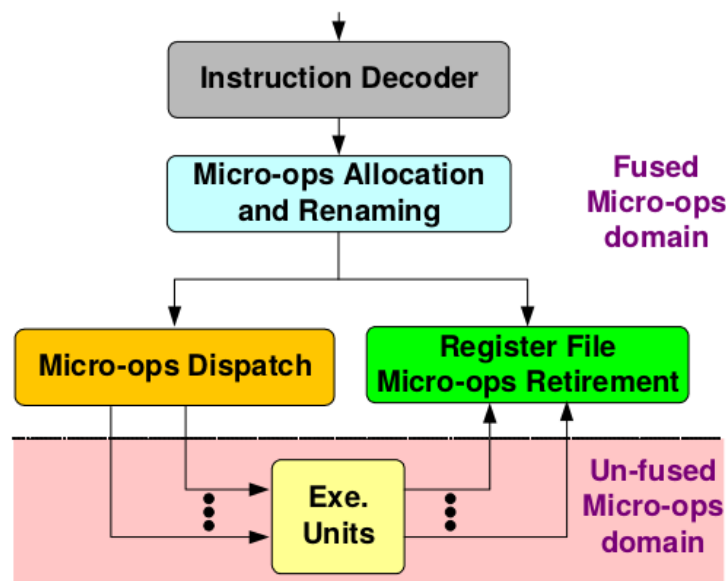 Instruction Decoder
Micro-ops Allocation
and Renaming
Fused
Micro-ops
domain
Micro-ops Dispatch
Register File
Micro-ops Retirement
Exe.
Units
Un-fused
Micro-ops
domain